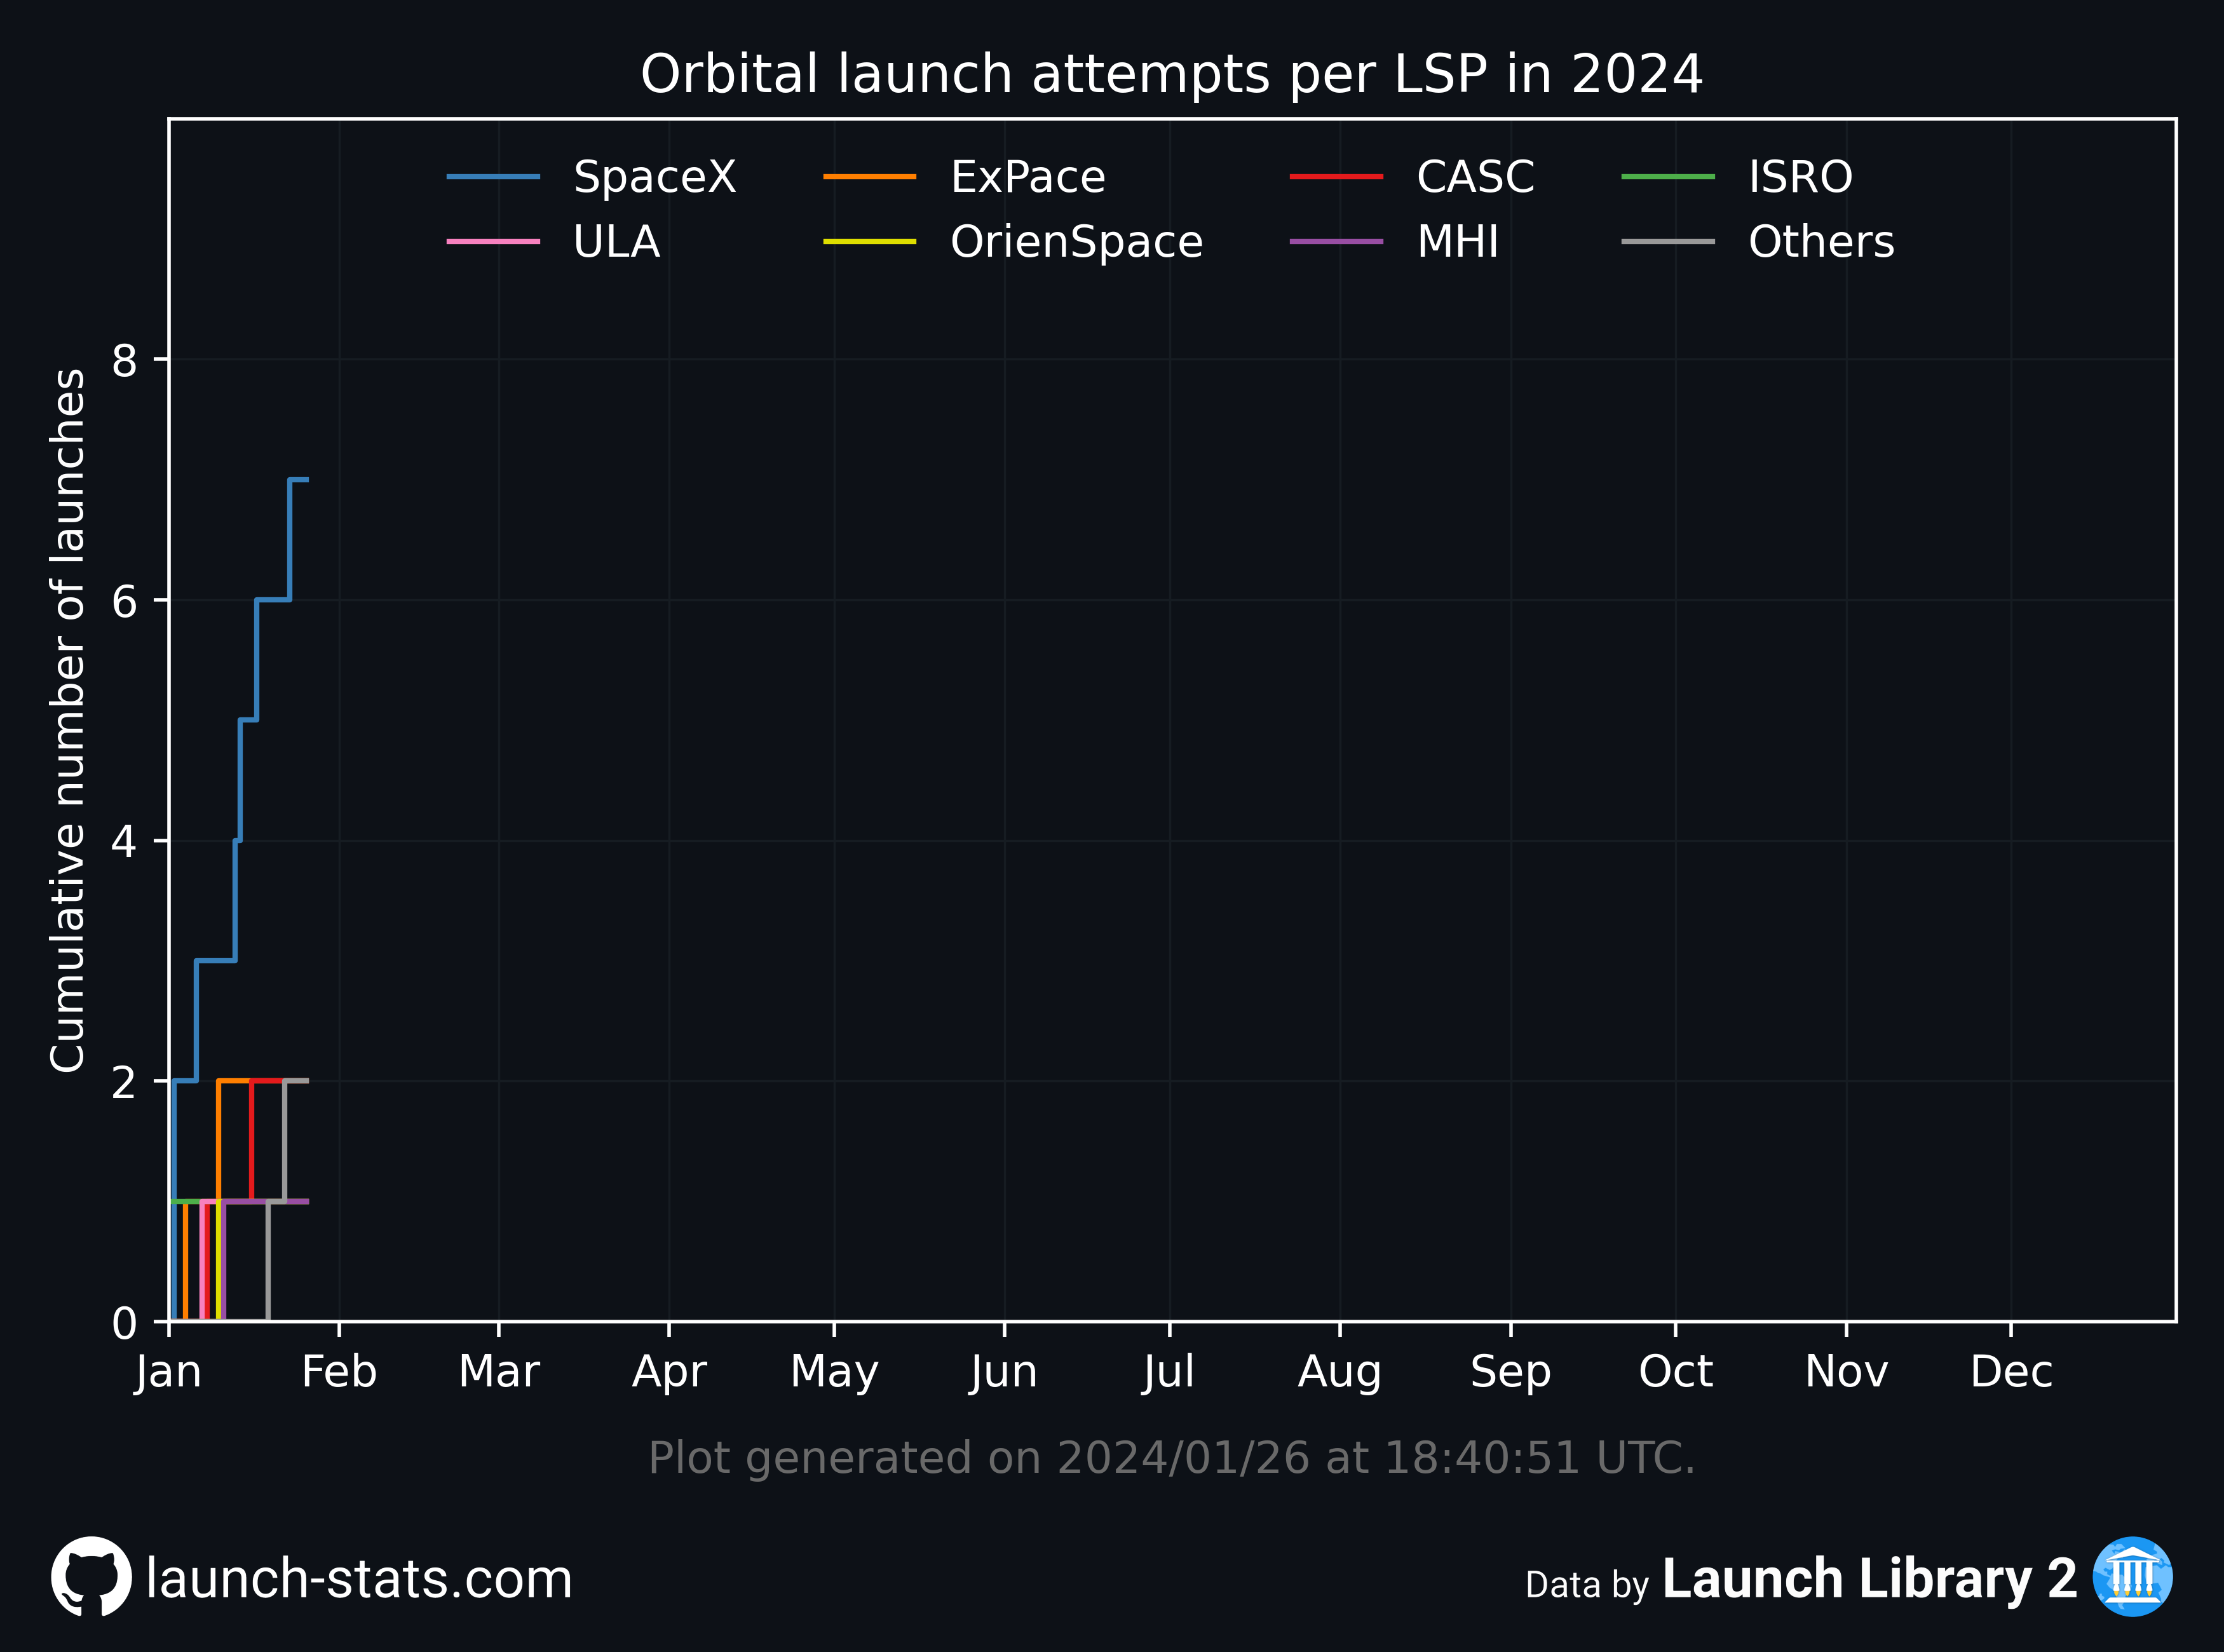 Orbital launch attempts per LSP in 2024
SpaceX ExPace CASC ISRO
ULA OrienSpace MHI Others
Cumulative number of launches
8
6
4
2
0
Jan Feb Mar Apr May Jun Jul Aug Sep Oct Nov Dec
Plot generated on 2024/01/26 at 18:40:51 UTC.
launch-stats.com
Data by Launch Library 2